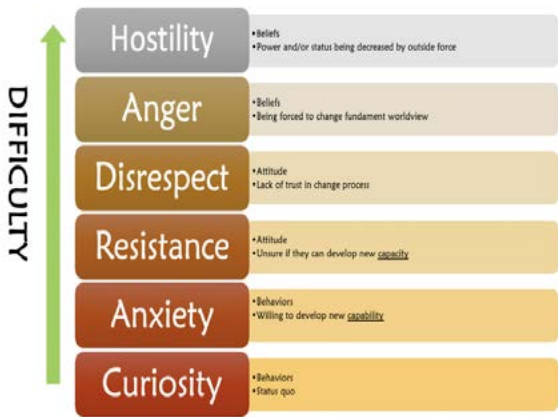 DIFFICULTY
Hostility
•Beliefs
•Power and/or status being decreased by outside force
Anger
•Beliefs
•Being forced to change fundament worldview
Disrespect
•Attitude
•Lack of trust in change process
Resistance
•Attitude
•Unsure if they can develop new capacity
Anxiety
•Behaviors
•Willing to develop new capability
Curiosity
•Behaviors
•Status quo